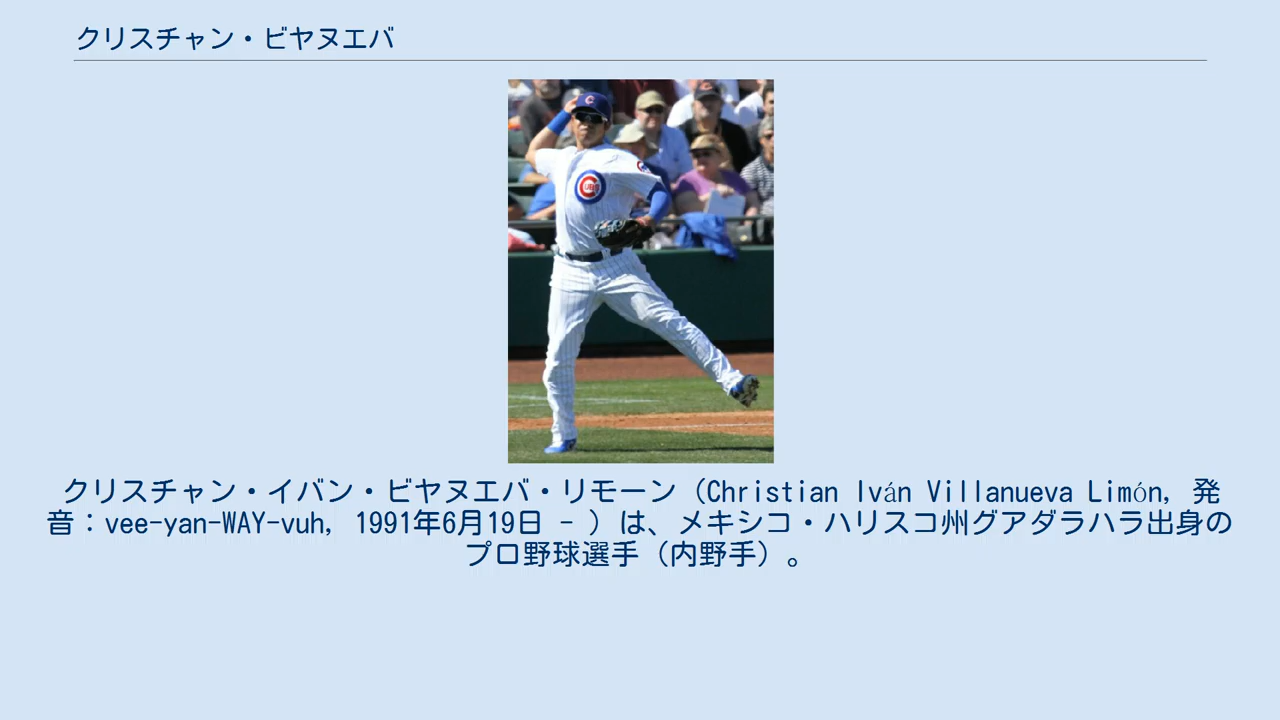 クリスチャン・ビヤヌエバ
クリスチャン・イバン・ビヤヌエバ・リモーン（Christian Iván Villanueva Limón, 発
音：vee-yan-WAY-vuh, 1991年6月19日 - ）は、メキシコ・ハリスコ州グアダラハラ出身の
プロ野球選手（内野手）。